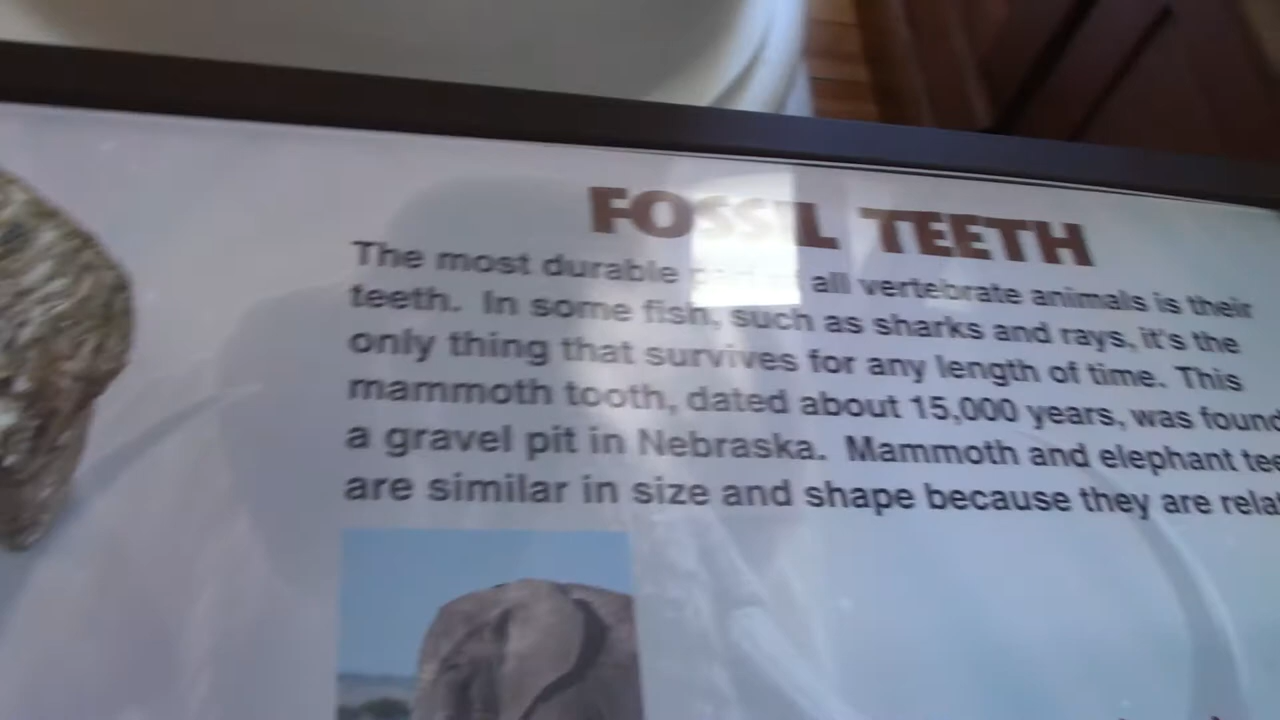 FOSSIL TEETH
The most durable all vertebrate animals is their
teeth. In some fish, such as sharks and rays, it's the
only thing that survives for any length of time. This
mammoth tooth, dated about 15,000 years, was found
a gravel pit in Nebraska. Mammoth and elephant tee
are similar in size and shape because they are rela